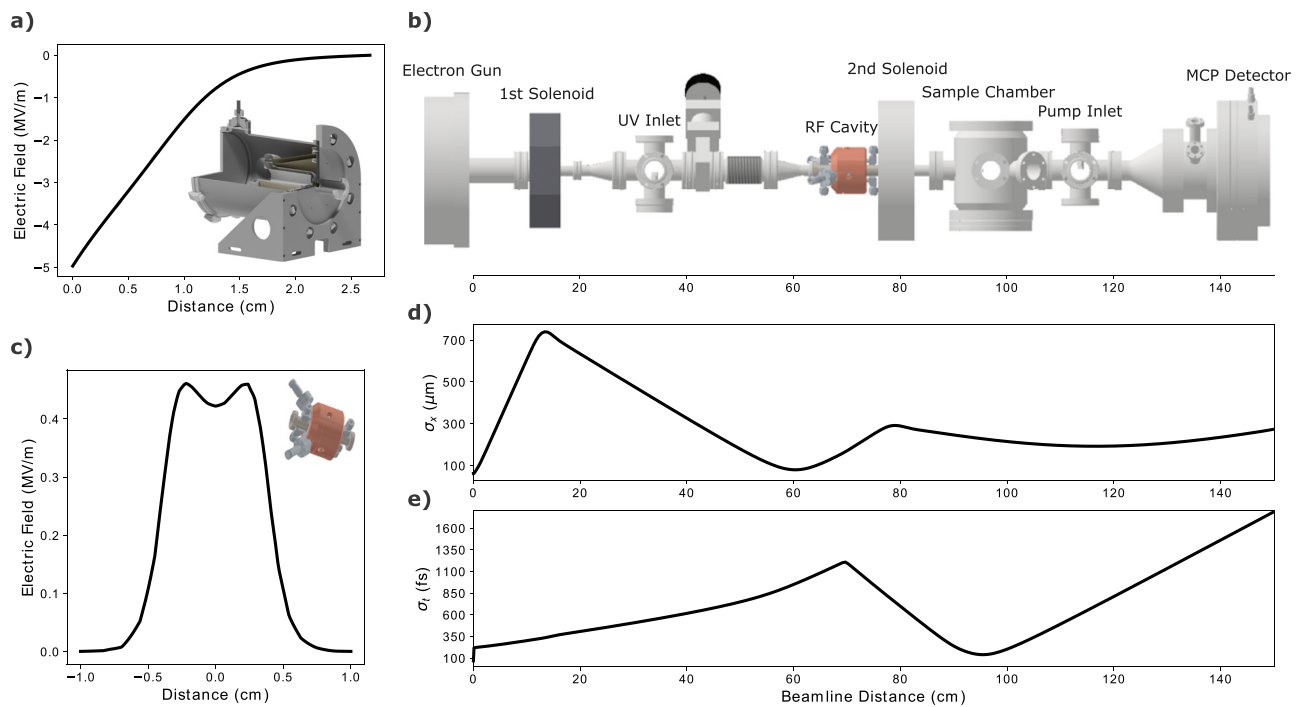 a)
Electric Field (MV/m)
0
−1
−2
−3
−4
−5
0.0 0.5 1.0 1.5 2.0 2.5
Distance (cm)
b)
Electron Gun
1st Solenoid
UV Inlet
RF Cavity
2nd Solenoid
Sample Chamber
Pump Inlet
MCP Detector
0 20 40 60 80 100 120 140
c)
Electric Field (MV/m)
0.4
0.3
0.2
0.1
0.0
−1.0 −0.5 0.0 0.5 1.0
Distance (cm)
d)
σx (μm)
700
500
300
100
0 20 40 60 80 100 120 140
e)
σt (fs)
1600
1350
1100
850
600
350
100
0 20 40 60 80 100 120 140
Beamline Distance (cm)